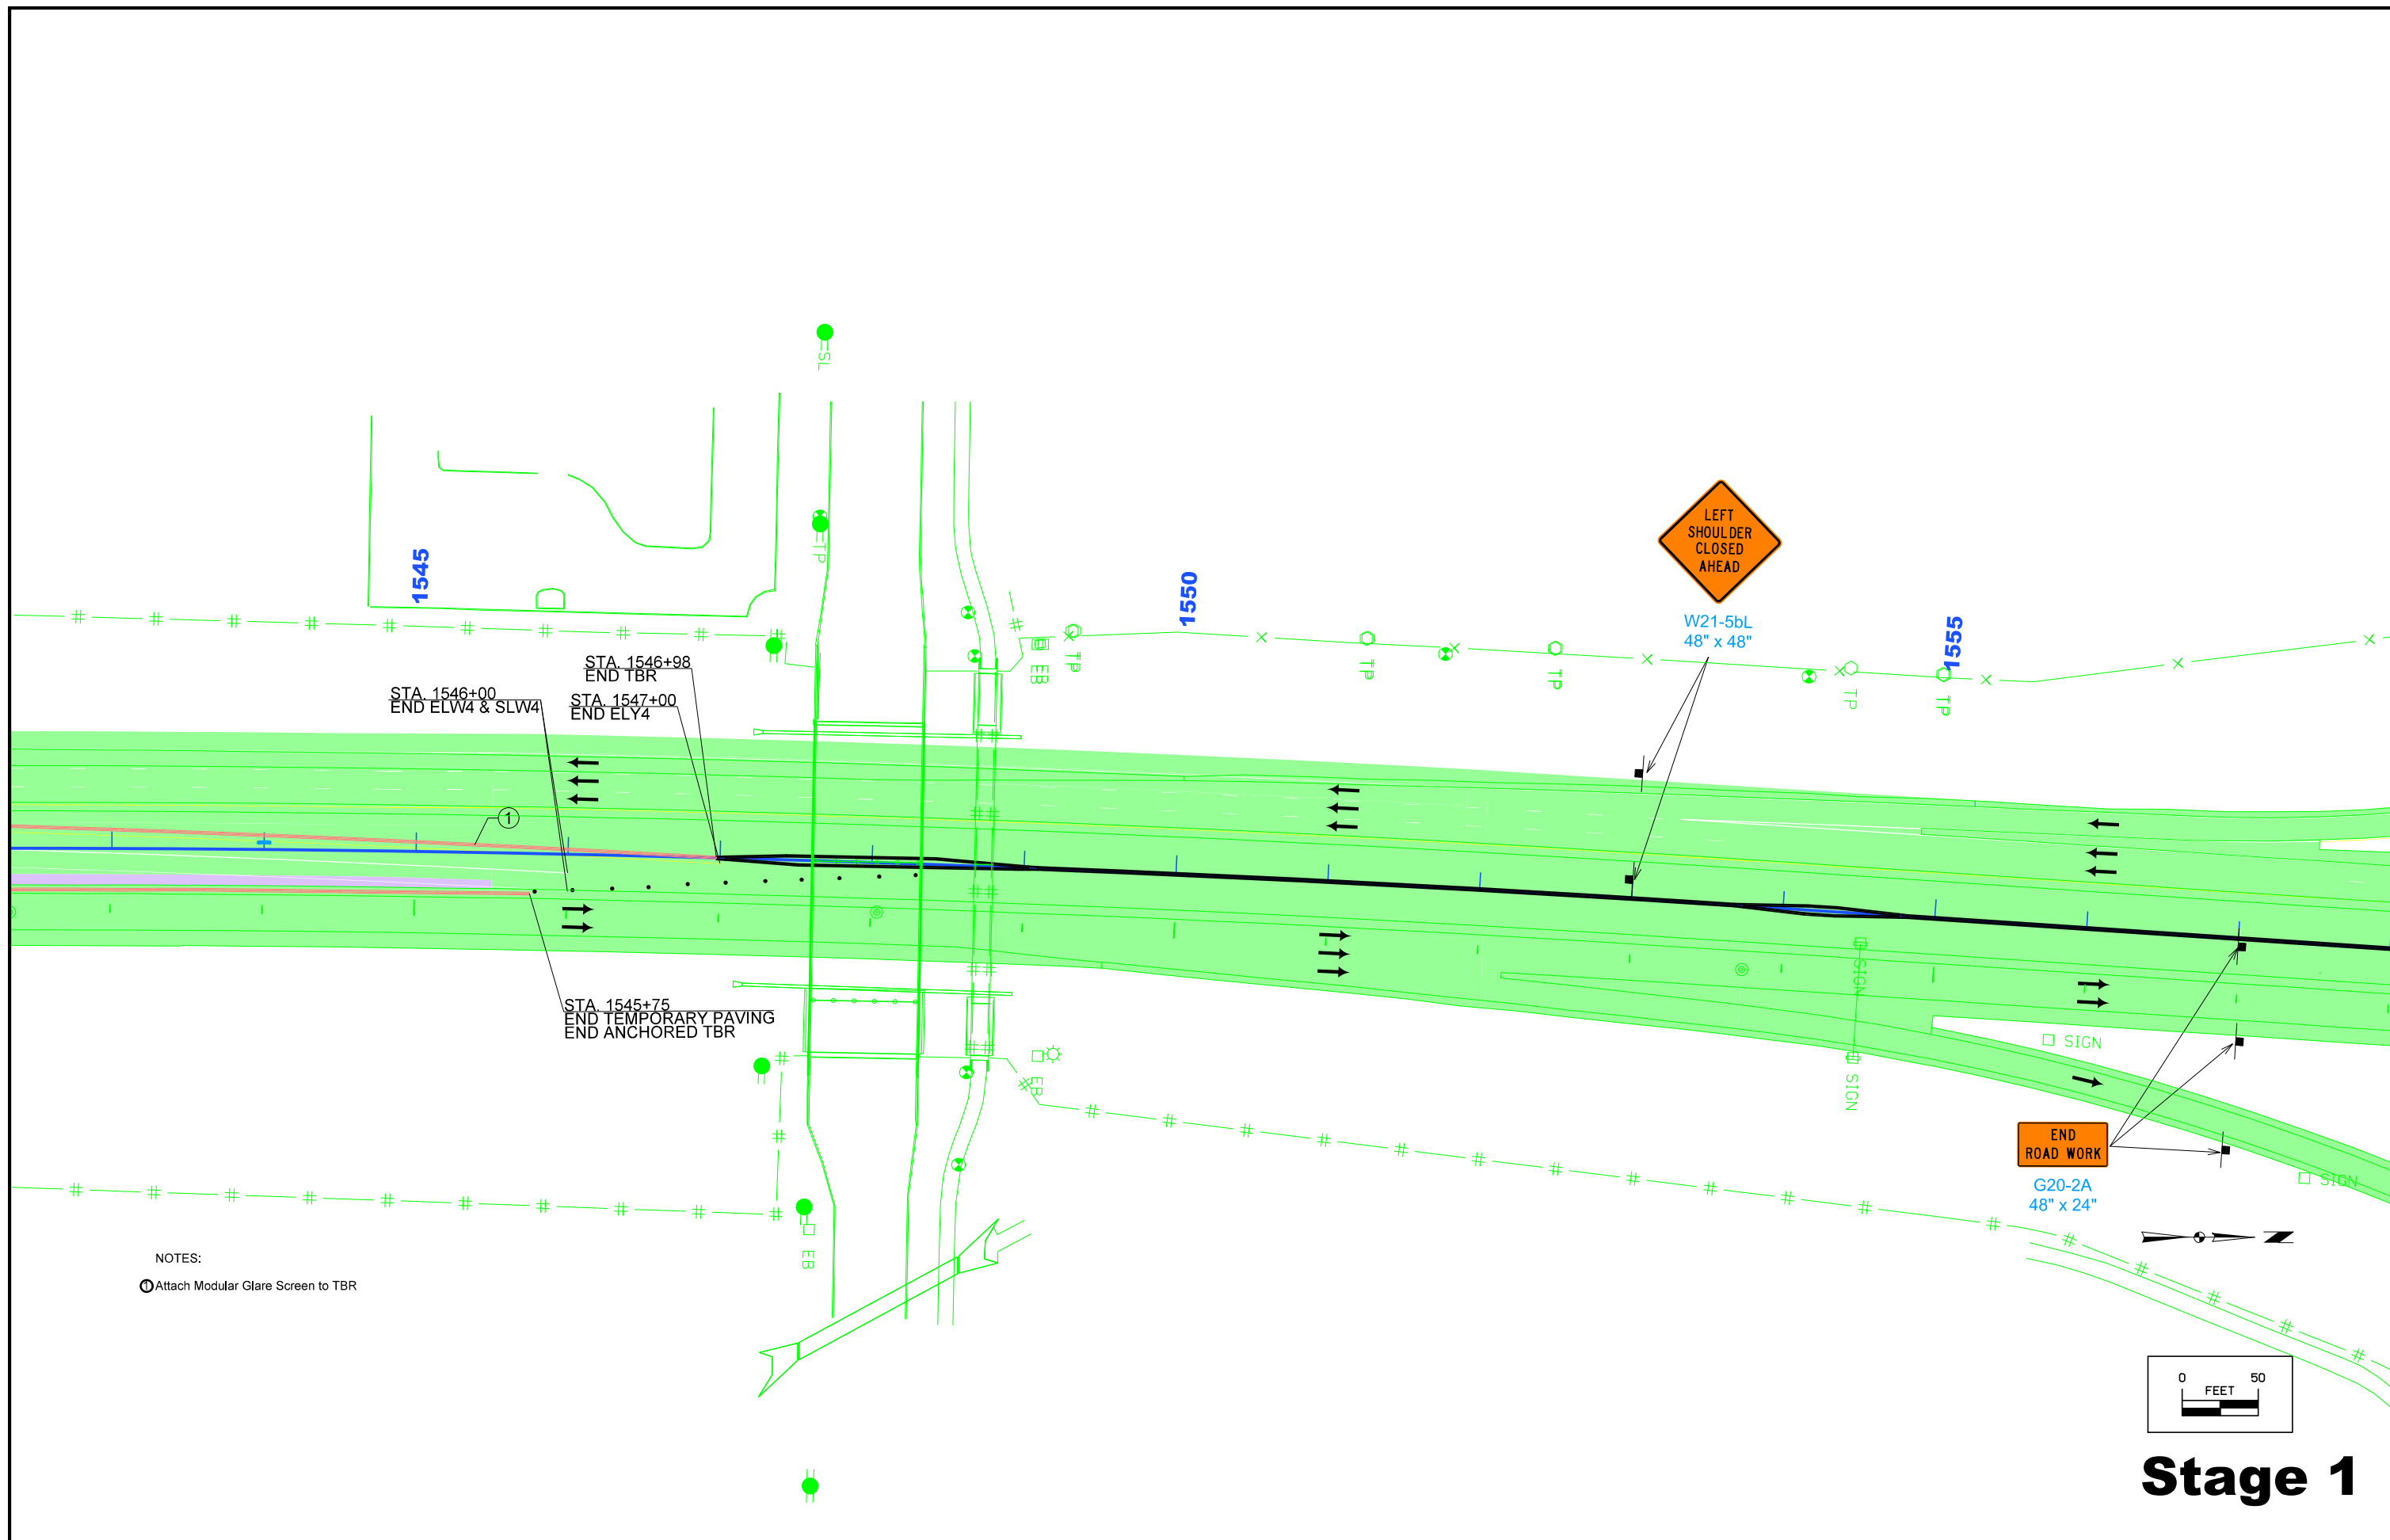 SL
TP
LEFT
SHOULDER
CLOSED
AHEAD
W21-5bL
48" x 48"
1545
1550
1555
EB
EB
TP
TP
TP
TP
TP
STA. 1546+98
END TBR
STA. 1546+00
END ELW4 & SLW4
STA. 1547+00
END ELY4
1
STA. 1545+75
END TEMPORARY PAVING
END ANCHORED TBR
SIGN
SIGN
SIGN
EB
END
ROAD WORK
G20-2A
48" x 24"
SIGN
EB
N
NOTES:
1 Attach Modular Glare Screen to TBR
0 50
FEET
Stage 1